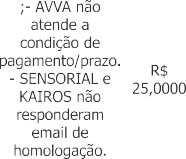 ;- AVVA não
atende a
condição de
pagamento/prazo.
- SENSORIAL e
KAIROS não
responderam
email de
homologação.
R$
25,0000